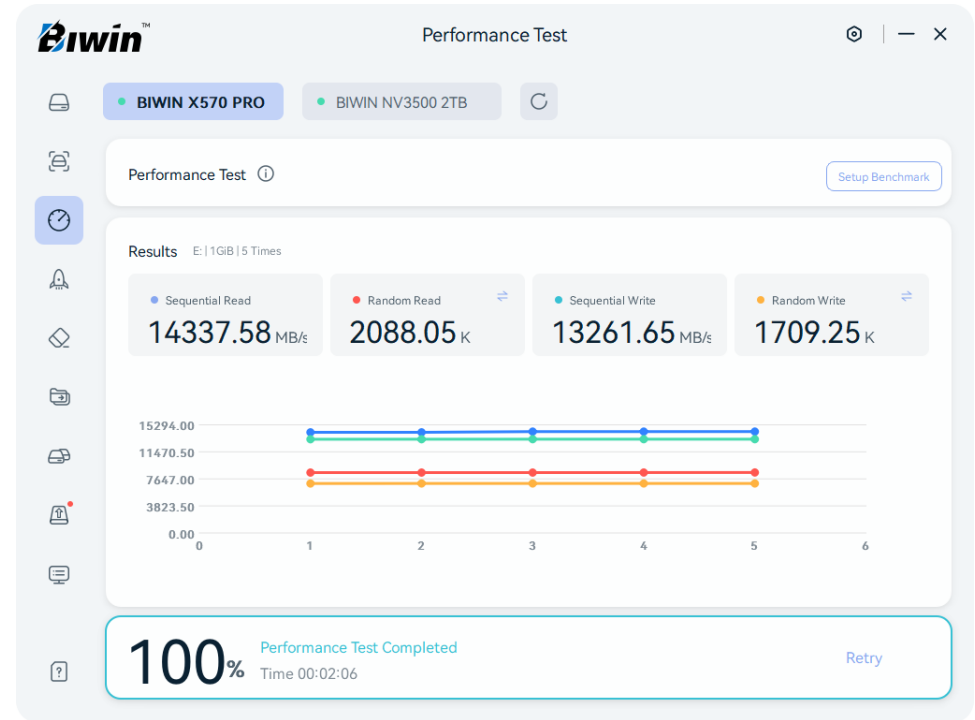 Biwin™
Performance Test
BIWIN X570 PRO
BIWIN NV3500 2TB
Performance Test
Setup Benchmark
Results E: | 1GiB | 5 Times
Sequential Read
14337.58 MB/s
Random Read
2088.05 K
Sequential Write
13261.65 MB/s
Random Write
1709.25 K
15294.00
11470.50
7647.00
3823.50
0.00
0 1 2 3 4 5 6
100%
Performance Test Completed
Time 00:02:06
Retry